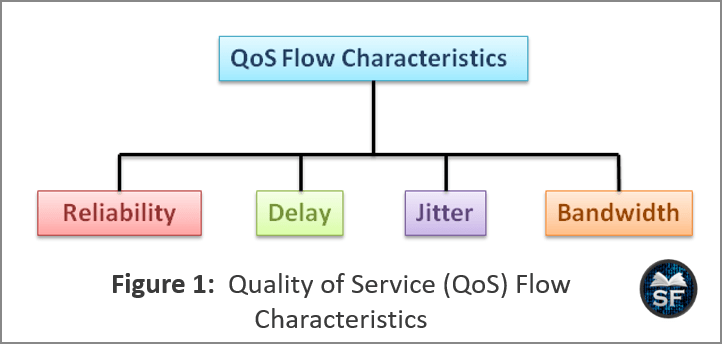 QoS Flow Characteristics
Reliability
Delay
Jitter
Bandwidth
Figure 1: Quality of Service (QoS) Flow
Characteristics
SF